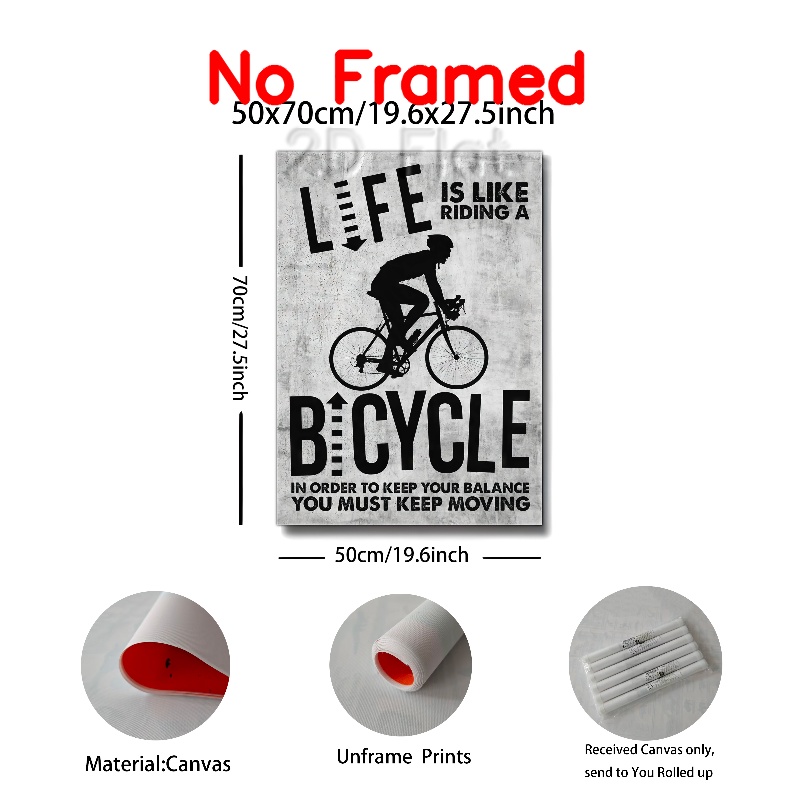 No Framed
50x70cm/19.6x27.5inch
2D Flat
LIFE IS LIKE
RIDING A
70cm/27.5inch
BICYCLE
IN ORDER TO KEEP YOUR BALANCE
YOU MUST KEEP MOVING
50cm/19.6inch
Material:Canvas
Unframe Prints
Received Canvas only,
send to You Rolled up